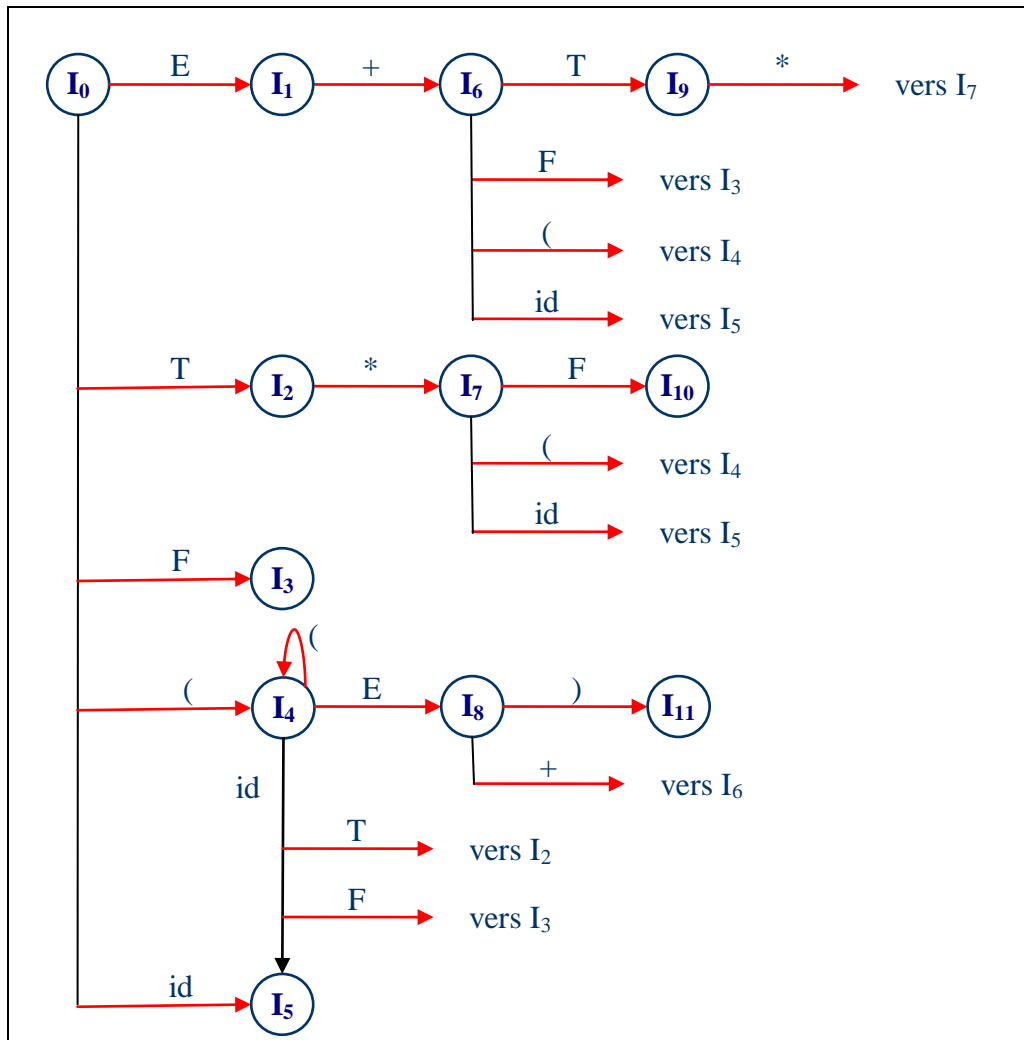 I₀ E I₁ + I₆ T I₉ * vers I₇
F vers I₃
( vers I₄
id vers I₅
T I₂ * I₇ F I₁₀
( vers I₄
id vers I₅
F I₃
(
( I₄ E I₈ ) I₁₁
id + vers I₆
T vers I₂
F vers I₃
id I₅